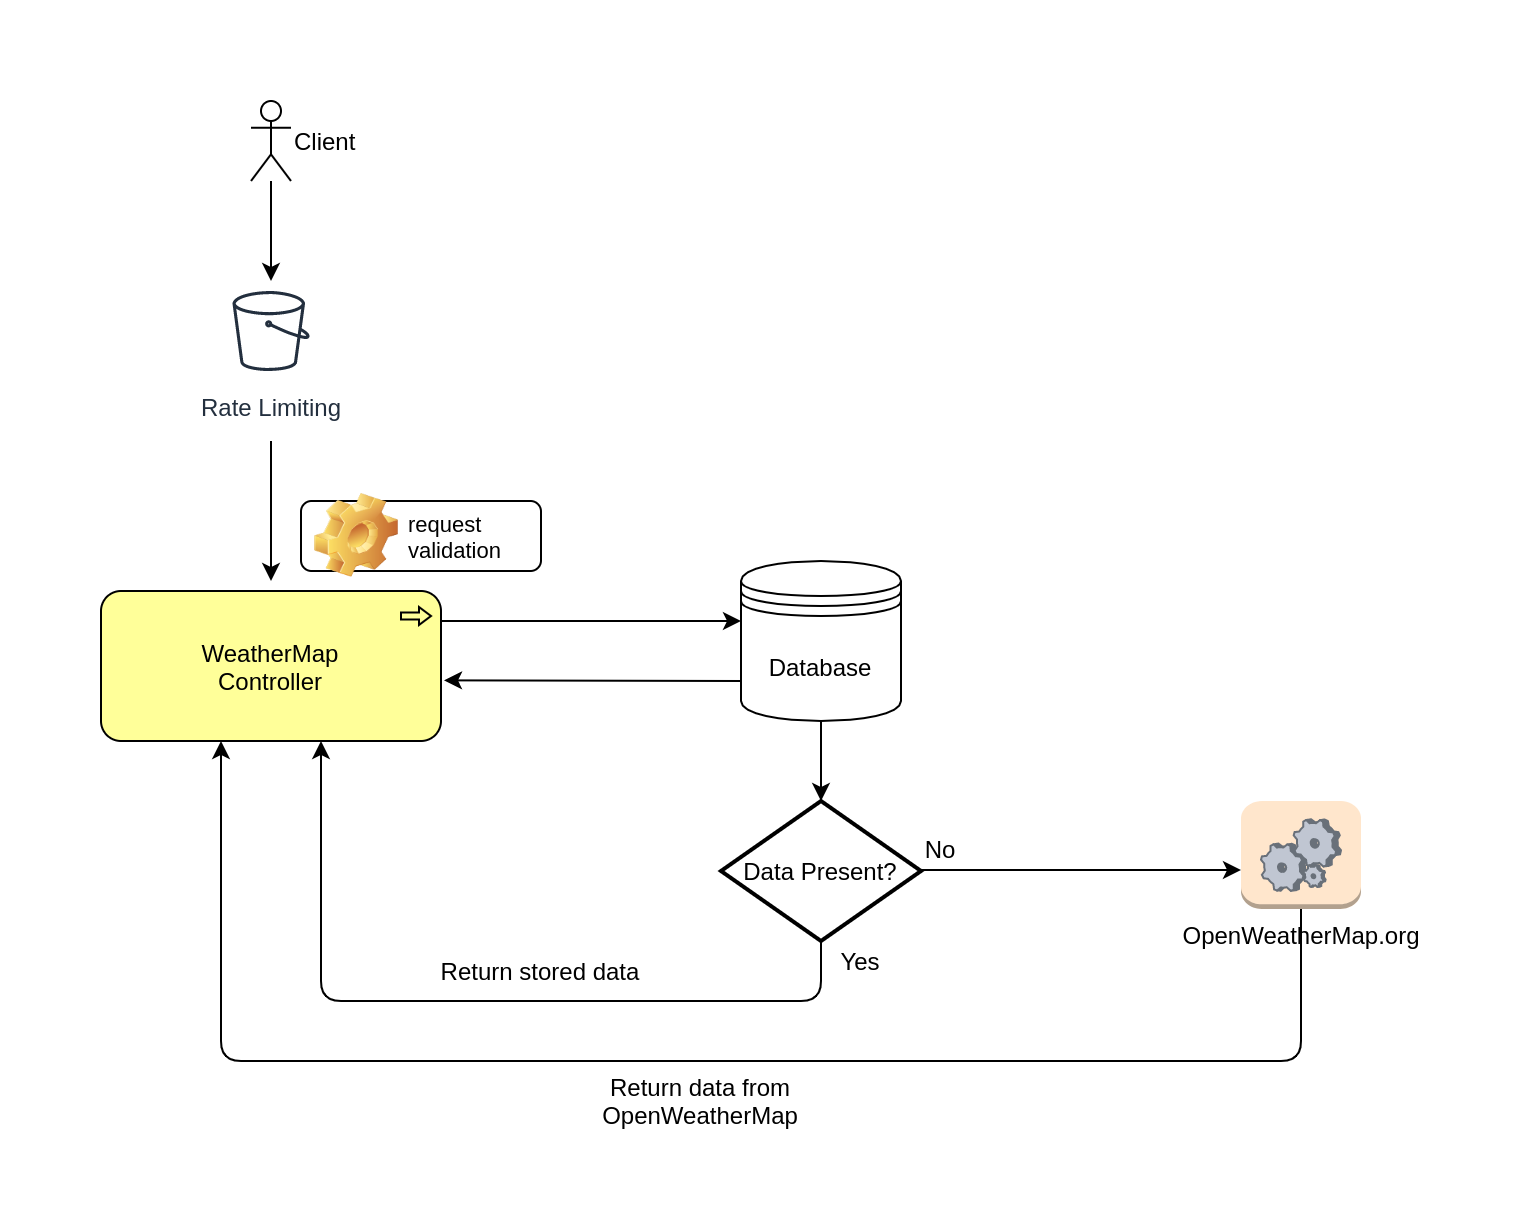 Client
Rate Limiting
request
validation
WeatherMap
Controller
Database
Data Present?
No
OpenWeatherMap.org
Yes
Return stored data
Return data from
OpenWeatherMap